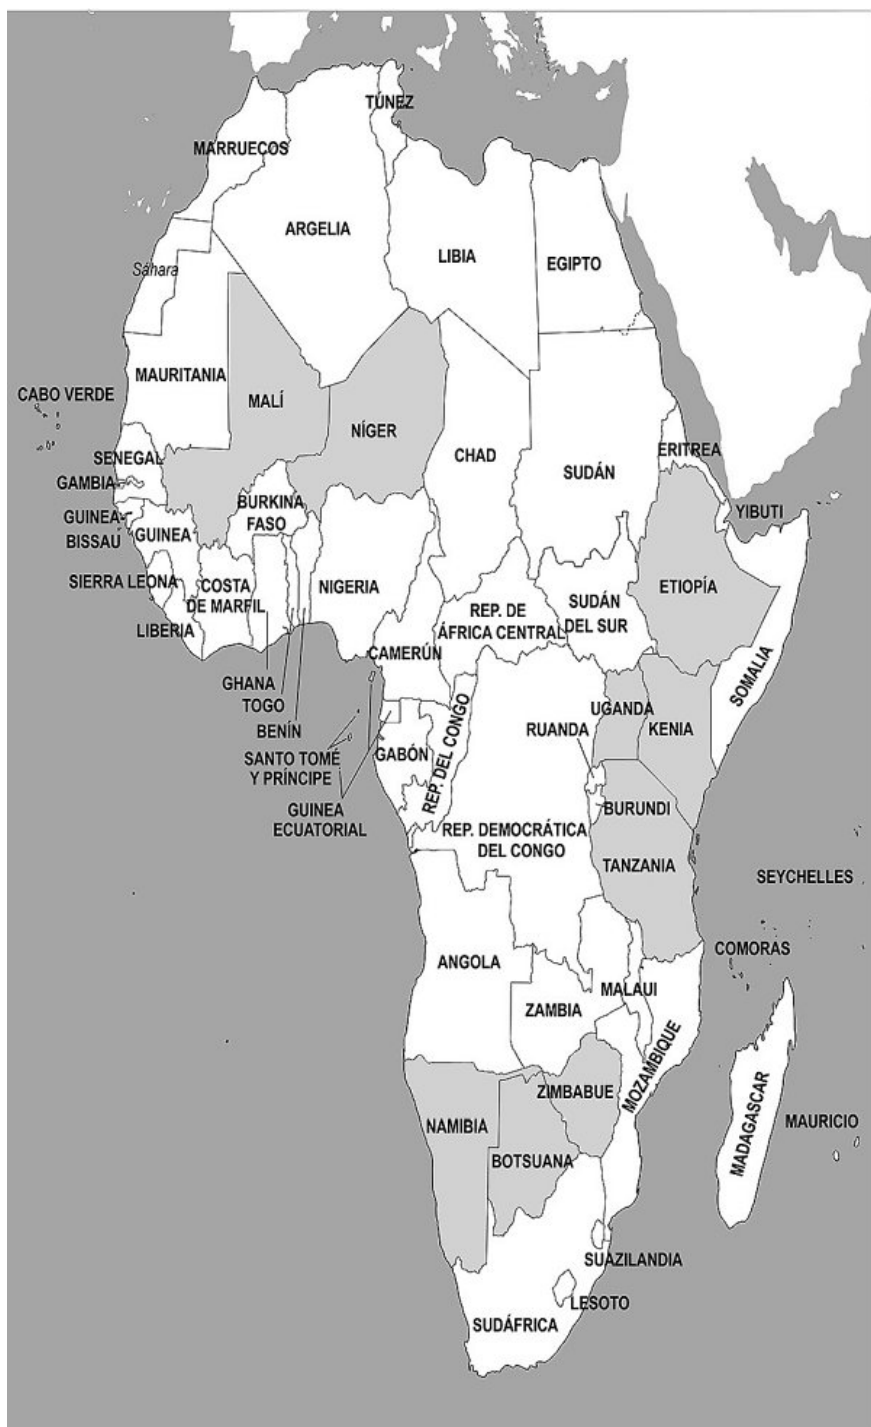 TÚNEZ
MARRUECOS
ARGELIA
LIBIA
EGIPTO
Sáhara
MAURITANIA
CABO VERDE
MALÍ
NÍGER
CHAD
SUDÁN
ERITREA
SENEGAL
GAMBIA
BURKINA
FASO
YIBUTI
GUINEA
BISSAÚ
GUINEA
SIERRA LEONA
COSTA
DE MARFIL
NIGERIA
REP. DE
ÁFRICA CENTRAL
SUDÁN
DEL SUR
ETIOPÍA
LIBERIA
CAMERÚN
SOMALIA
GHANA
TOGO
BENÍN
UGANDA
KENIA
RUANDA
SANTO TOMÉ
Y PRÍNCIPE
GABÓN
REP. DEL CONGO
GUINEA
ECUATORIAL
BURUNDI
REP. DEMOCRÁTICA
DEL CONGO
TANZANIA
SEYCHELLES
COMORAS
ANGOLA
MALAUI
ZAMBIA
MOZAMBIQUE
ZIMBABUE
NAMIBIA
BOTSUANA
MADAGASCAR
MAURICIO
SUAZILANDIA
LESOTO
SUDÁFRICA